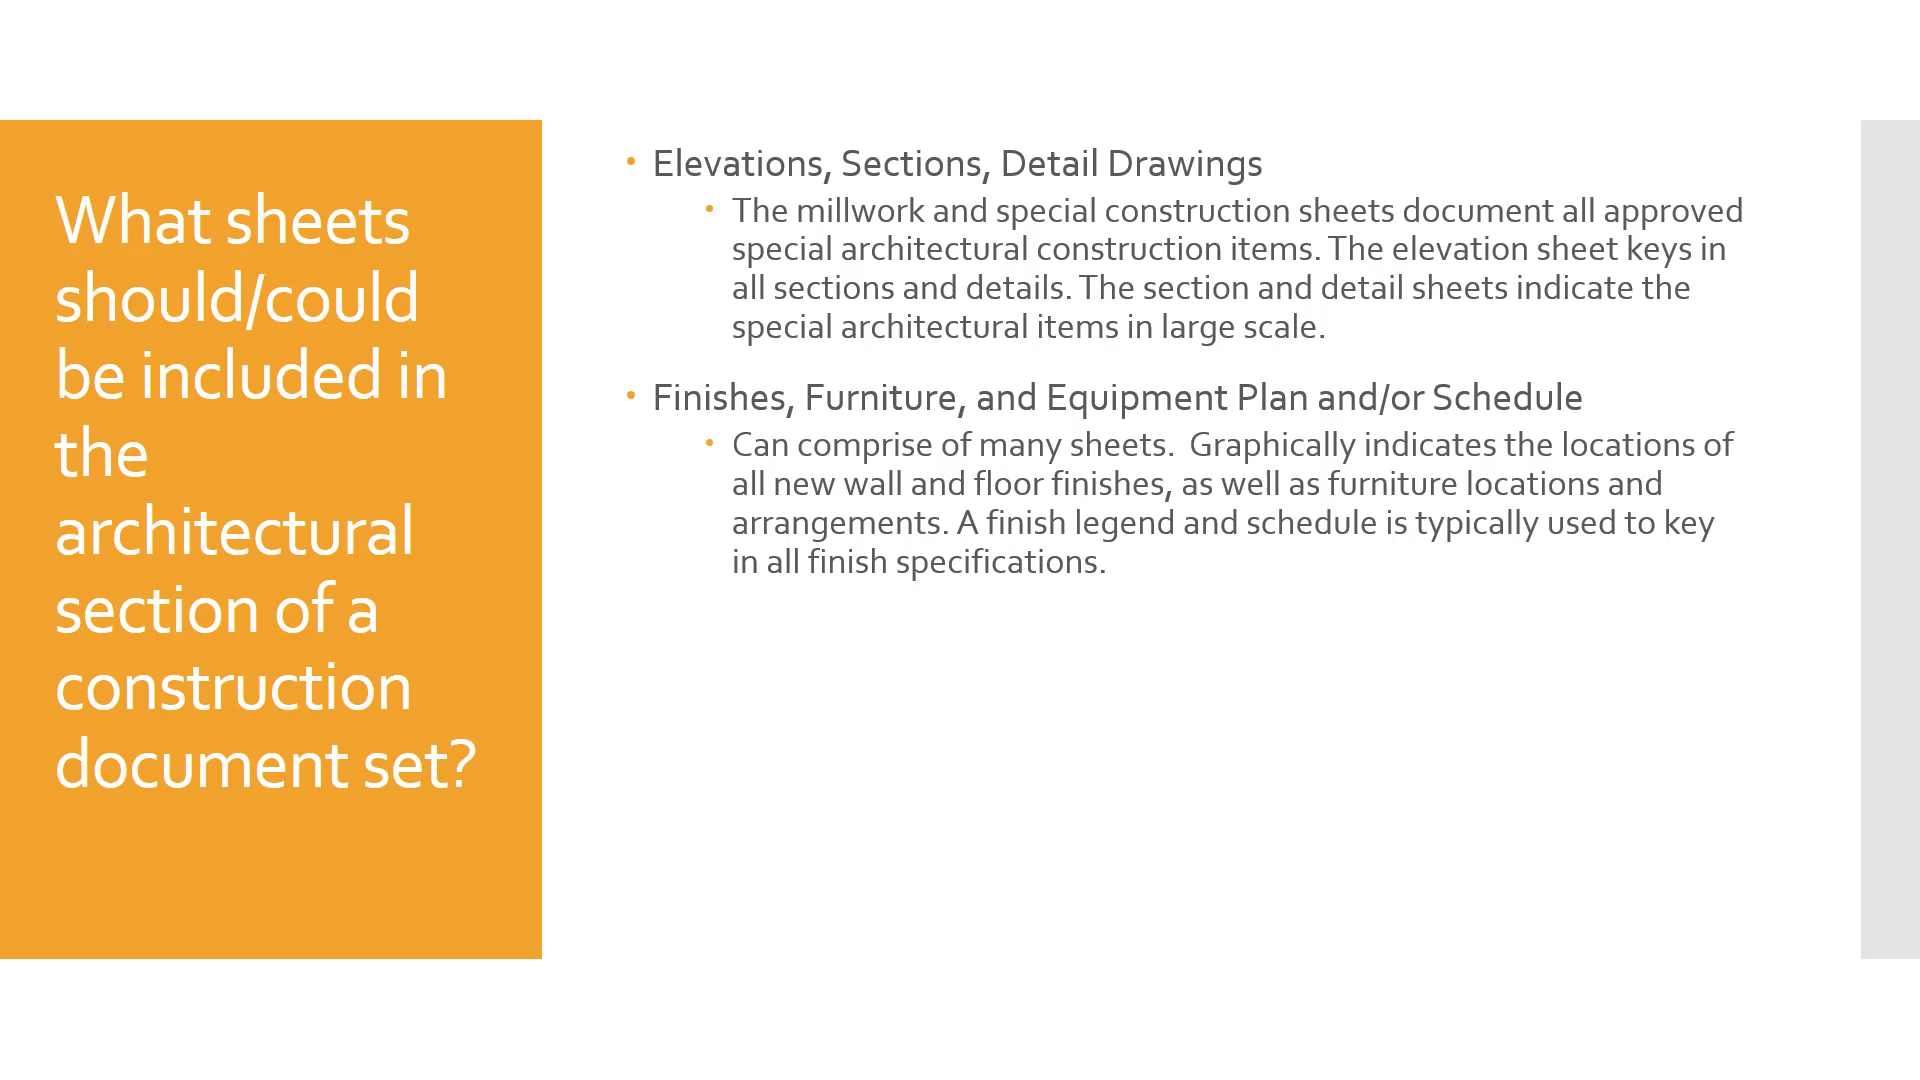 What sheets
should/could
be included in
the
architectural
section of a
construction
document set?
• Elevations, Sections, Detail Drawings
• The millwork and special construction sheets document all approved
special architectural construction items. The elevation sheet keys in
all sections and details. The section and detail sheets indicate the
special architectural items in large scale.
• Finishes, Furniture, and Equipment Plan and/or Schedule
• Can comprise of many sheets.  Graphically indicates the locations of
all new wall and floor finishes, as well as furniture locations and
arrangements. A finish legend and schedule is typically used to key
in all finish specifications.